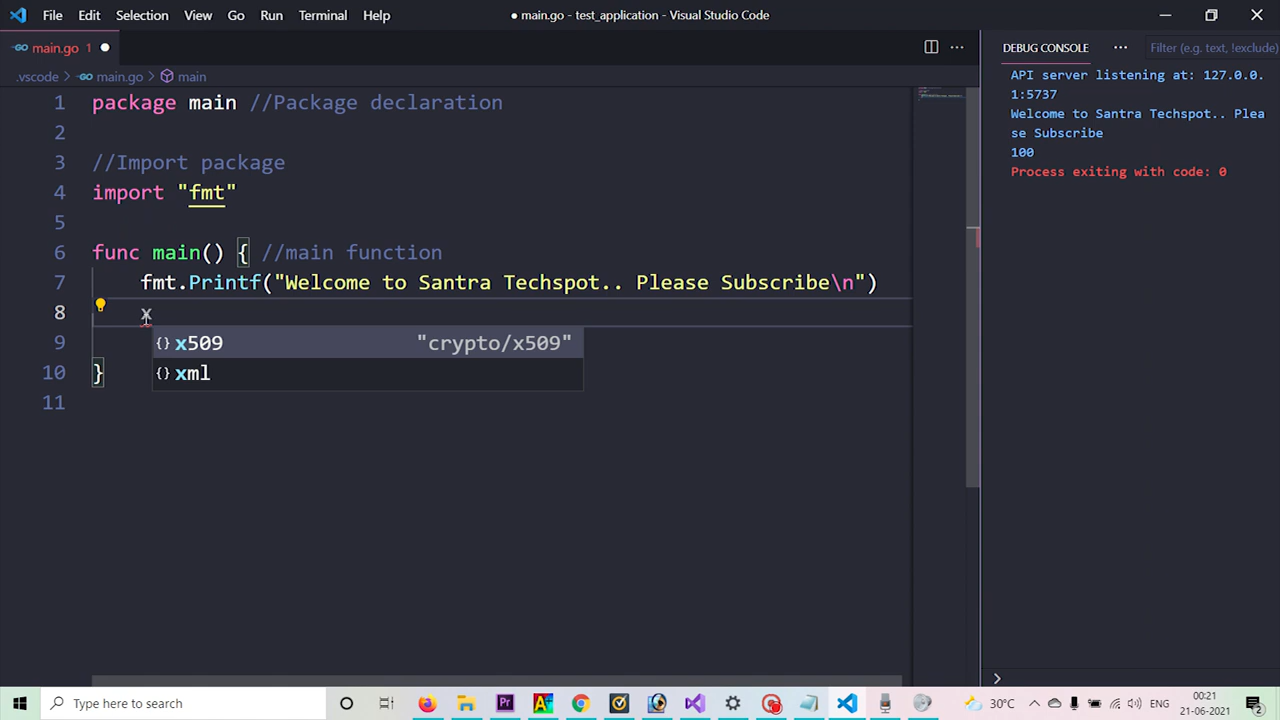 File Edit Selection View Go Run Terminal Help
● main.go - test_application - Visual Studio Code
main.go 1
DEBUG CONSOLE
Filter (e.g. text, !exclude)
.vscode > main.go > main
1 package main //Package declaration
2
3 //Import package
4 import "fmt"
5
6 func main() { //main function
7 fmt.Printf("Welcome to Santra Techspot.. Please Subscribe\n")
8 x
9
10 }
11
{} x509 "crypto/x509"
{} xml
API server listening at: 127.0.0.
1:5737
Welcome to Santra Techspot.. Plea
se Subscribe
100
Process exiting with code: 0
>
Type here to search
30°C
ENG
00:21
21-06-2021
2